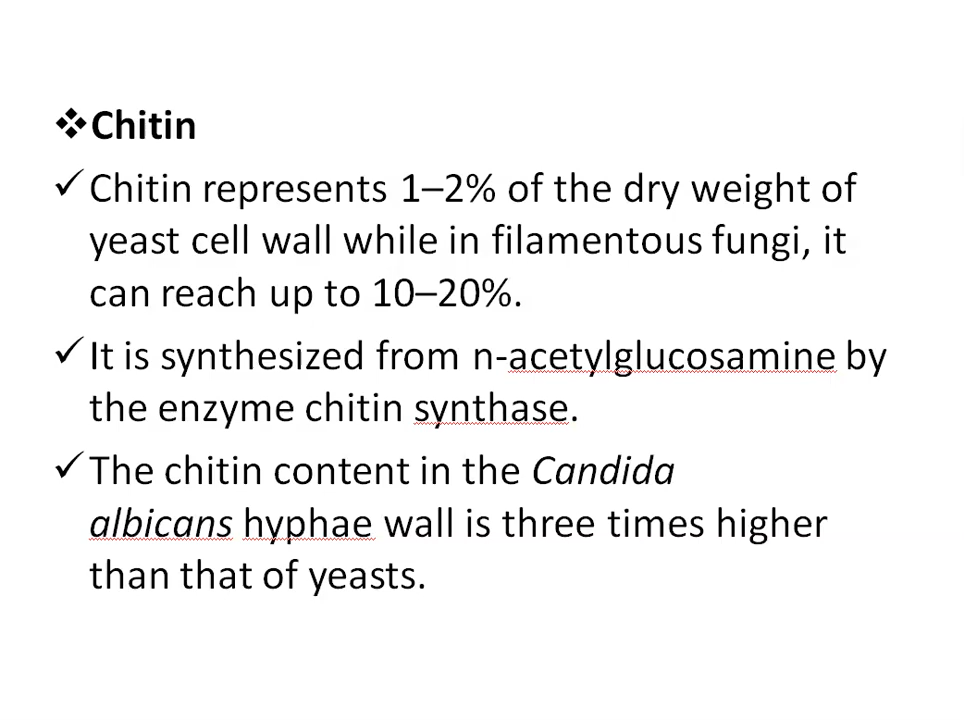 ❖Chitin
✓Chitin represents 1–2% of the dry weight of
yeast cell wall while in filamentous fungi, it
can reach up to 10–20%.
✓It is synthesized from n-acetylglucosamine by
the enzyme chitin synthase.
✓The chitin content in the Candida
albicans hyphae wall is three times higher
than that of yeasts.